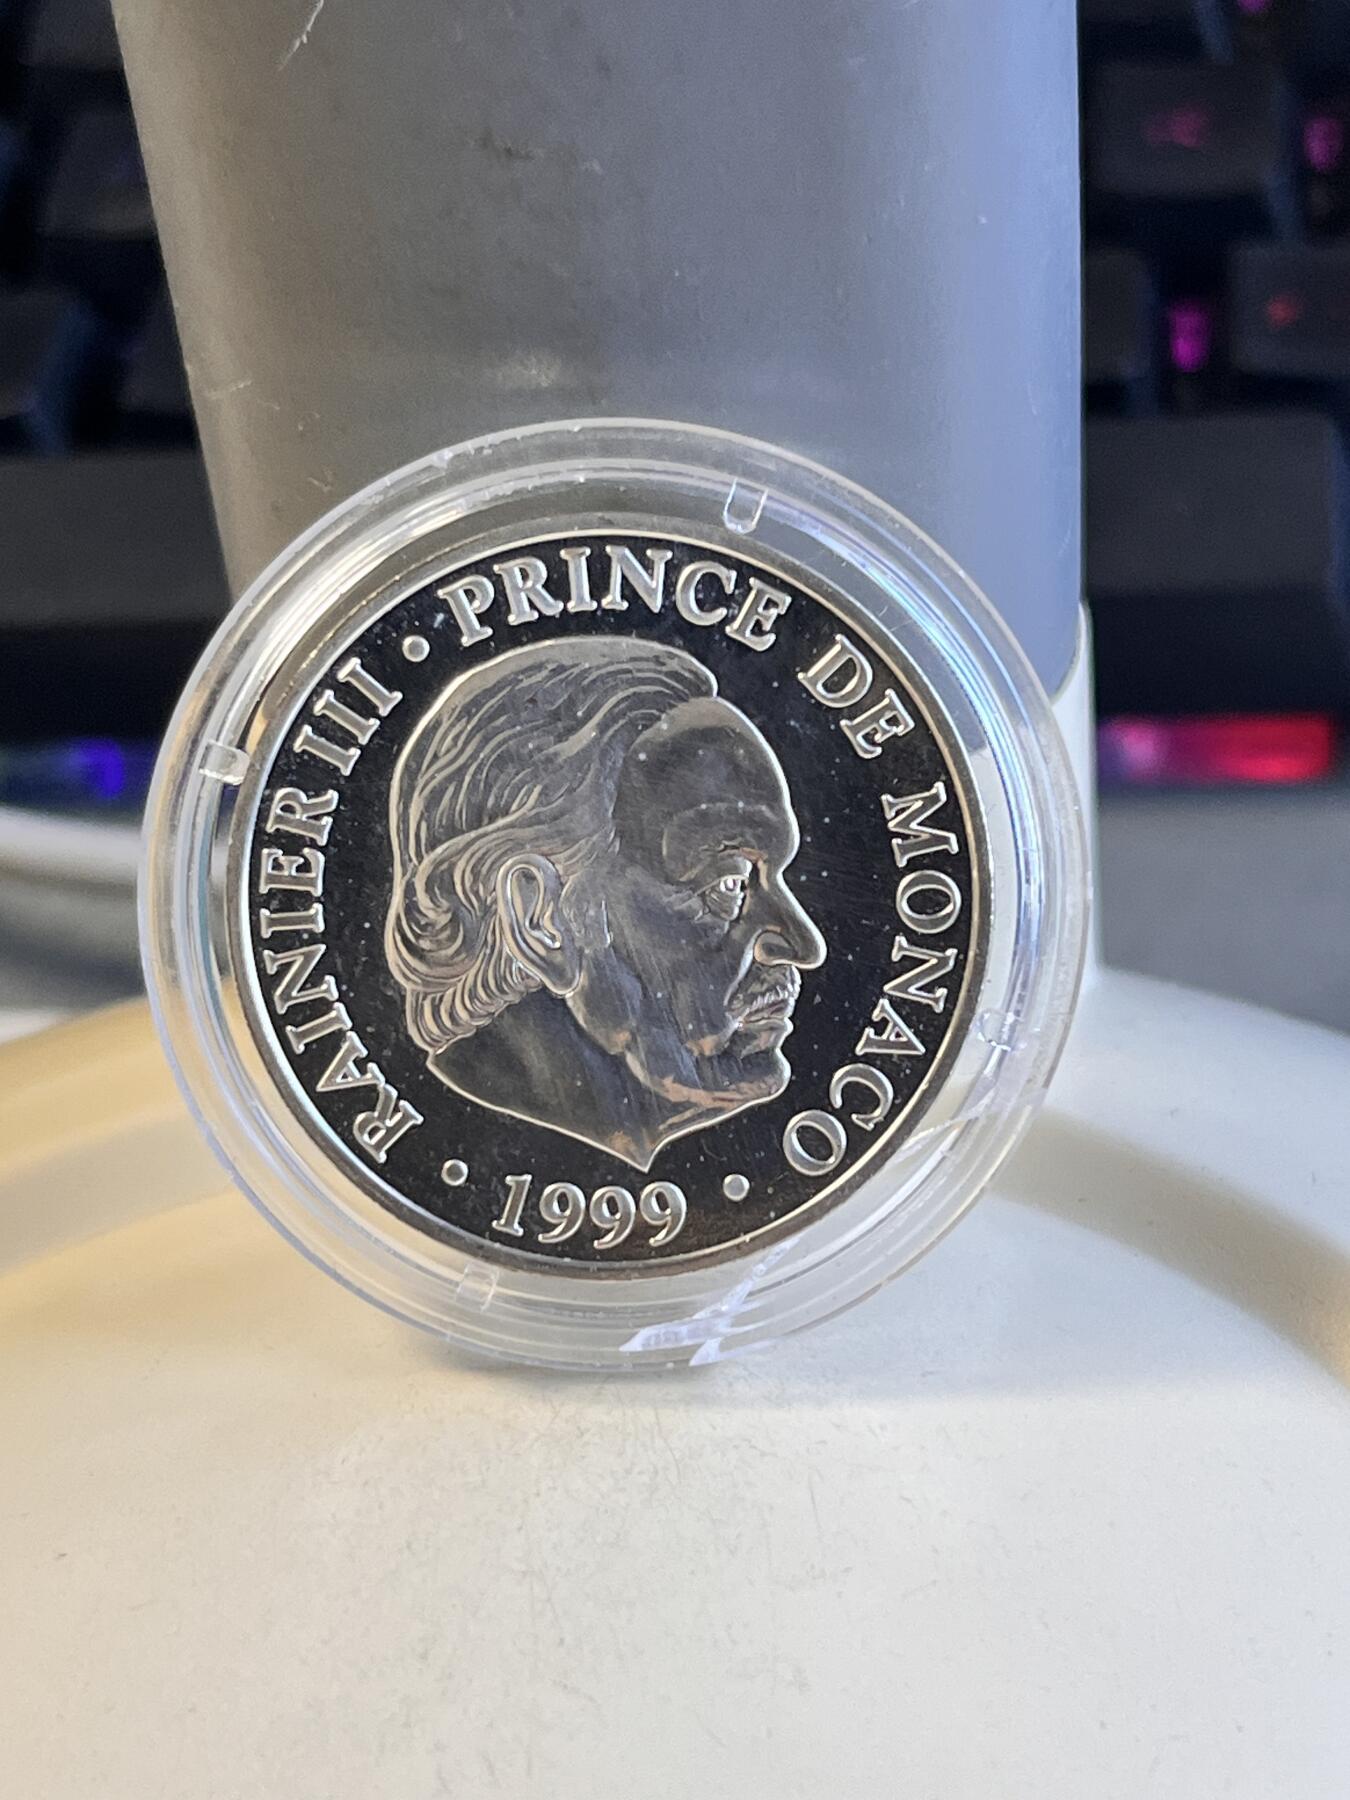 RAINIER III • PRINCE DE MONACO
• 1999 •